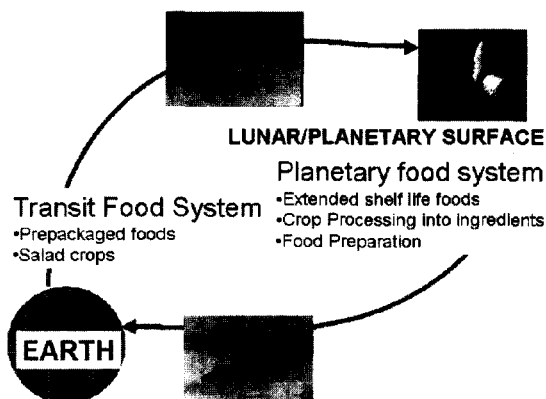 LUNAR/PLANETARY SURFACE
Planetary food system
•Extended shelf life foods
•Crop Processing into ingredients
•Food Preparation
Transit Food System
•Prepackaged foods
•Salad crops
EARTH